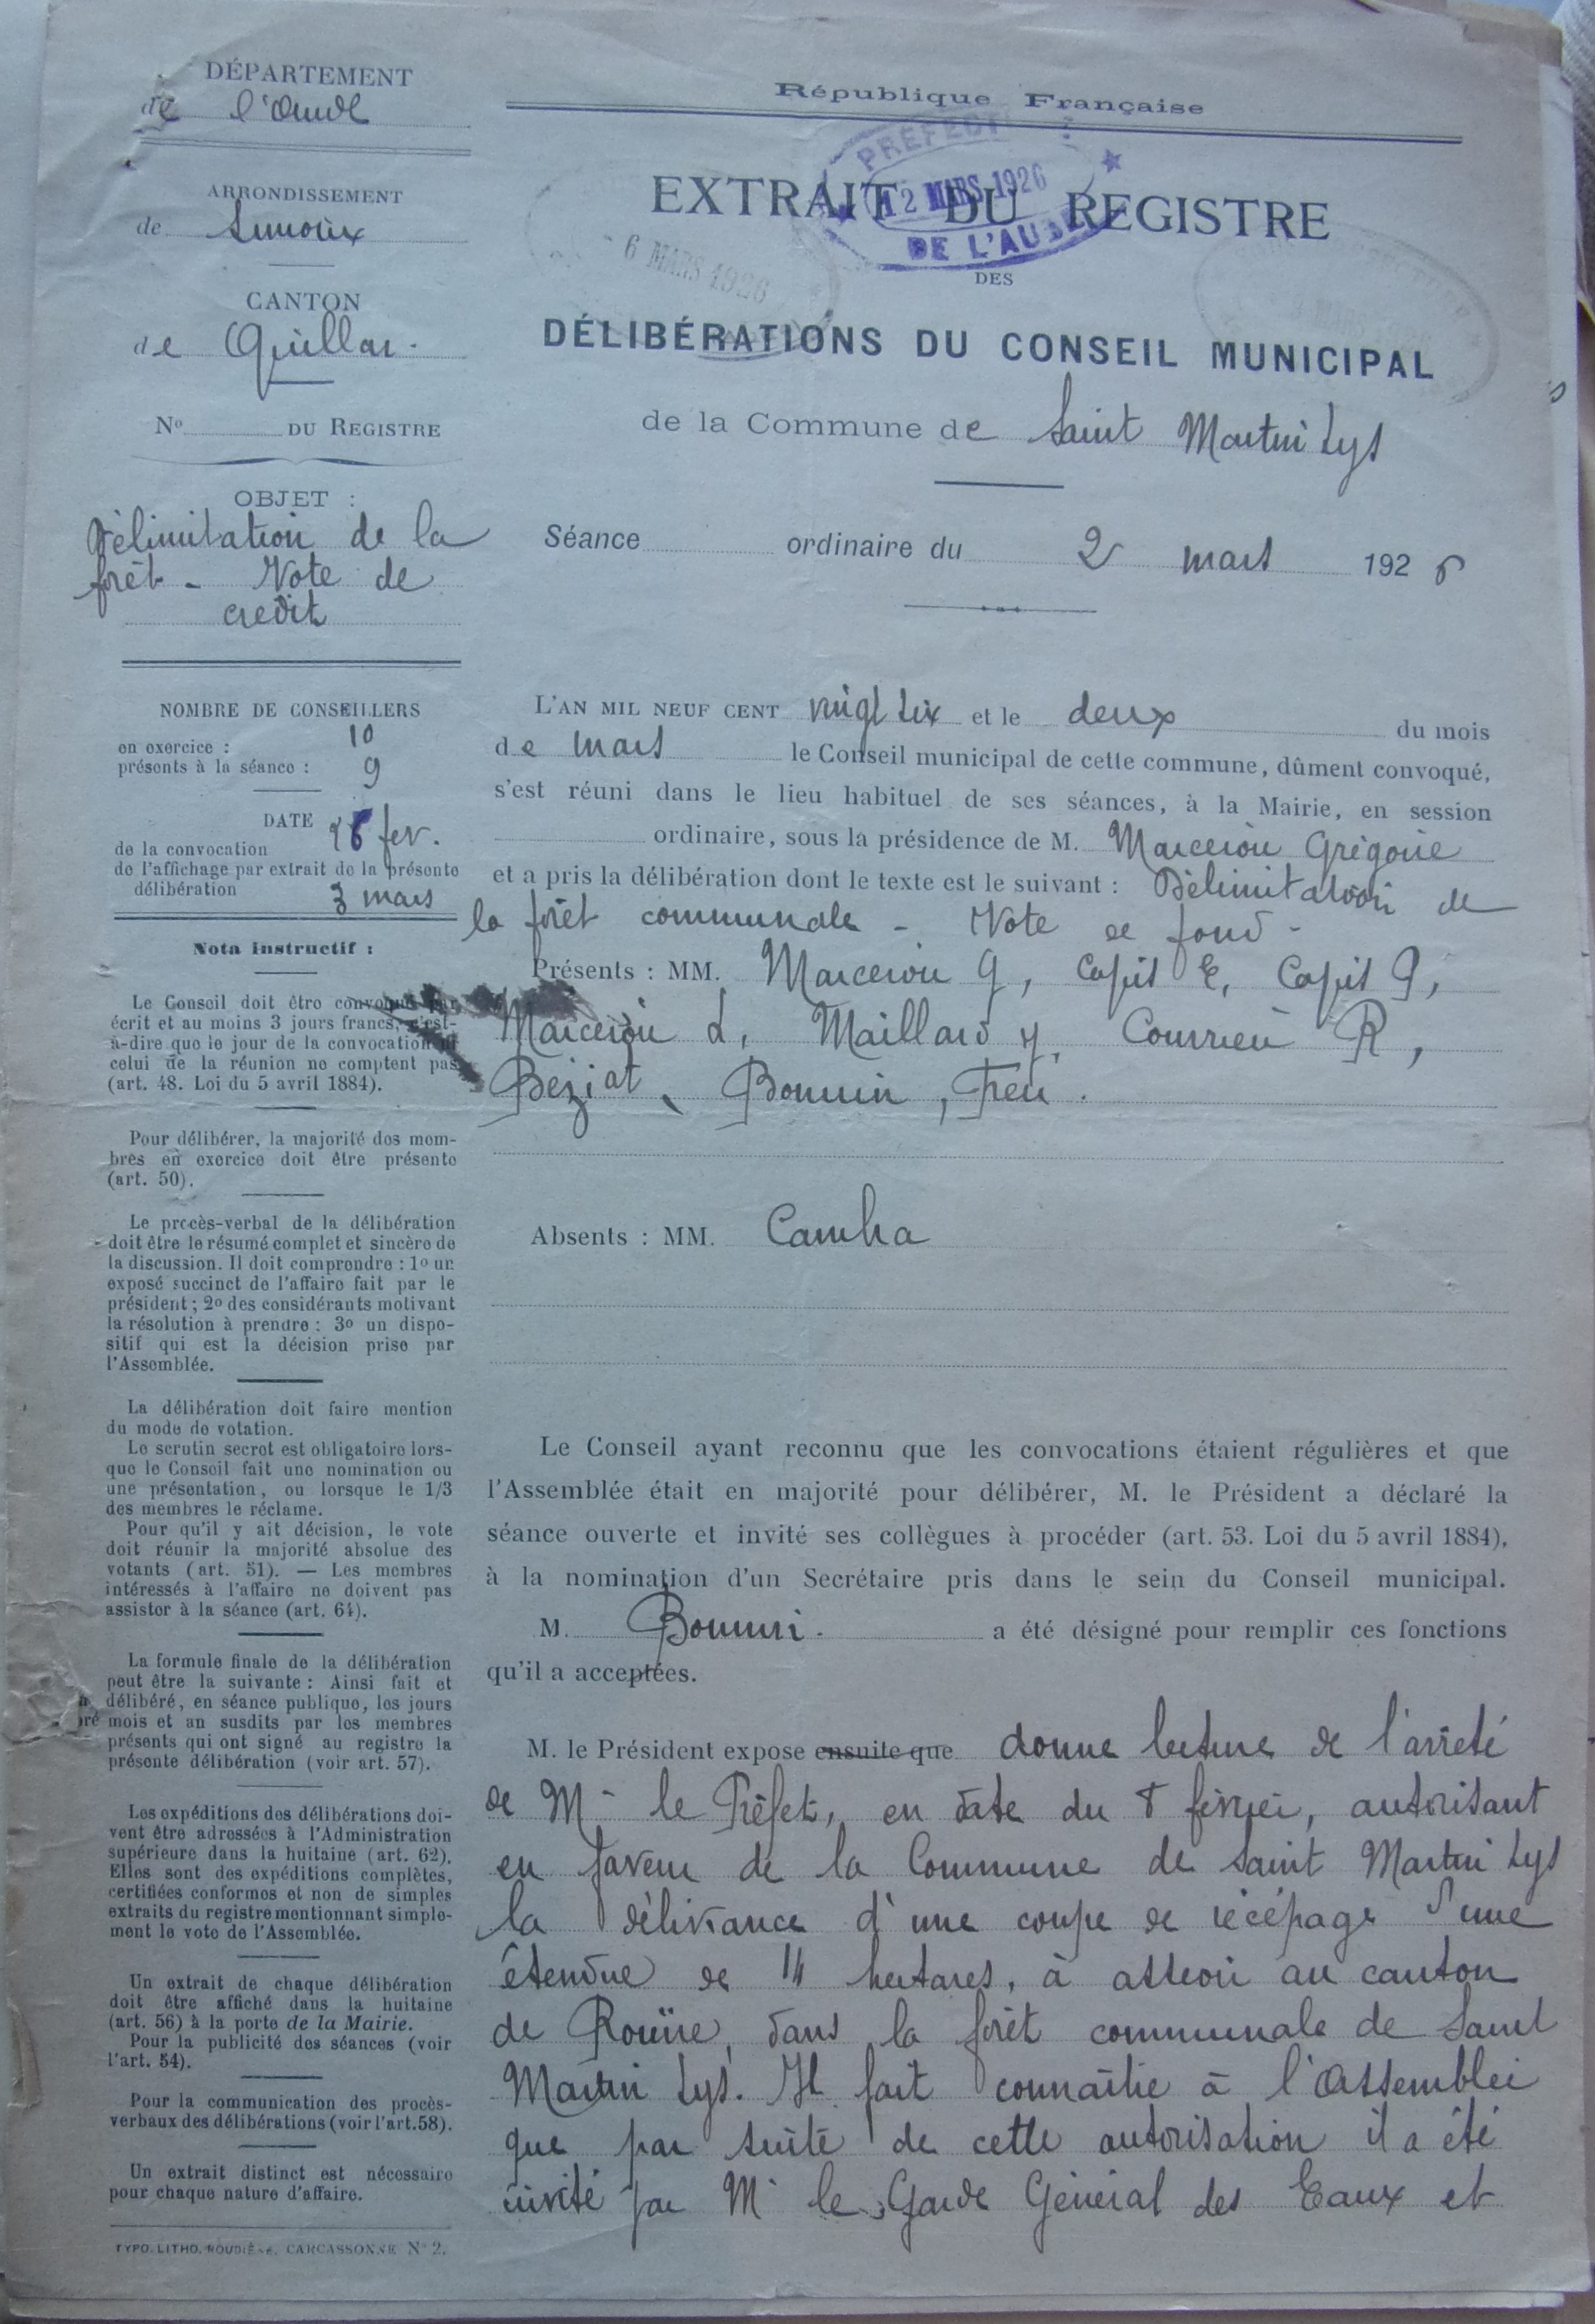 DÉPARTEMENT
de l'Aude
ARRONDISSEMENT
de Limoux
CANTON
de Quillan.
No DU REGISTRE
OBJET :
Délimitation de la
forêt - Vote de
crédit
NOMBRE DE CONSEILLERS
en exercice : 10
présents à la séance : 9
DATE
de la convocation 26 fev.
de l'affichage par extrait de la présente
délibération 3 mars
Nota instructif :
Le Conseil doit être convoqué par
écrit et au moins 3 jours francs, c'est-
à-dire que le jour de la convocation ni
celui de la réunion ne comptent pas
(art. 48. Loi du 5 avril 1884).
Pour délibérer, la majorité des mem-
bres en exercice doit être présente
(art. 50).
Le procès-verbal de la délibération
doit être le résumé complet et sincère de
la discussion. Il doit comprendre : 1o un
exposé succinct de l'affaire fait par le
président ; 2o des considérants motivant
la résolution à prendre : 3o un dispo-
sitif qui est la décision prise par
l'Assemblée.
La délibération doit faire mention
du mode de votation.
Le scrutin secret est obligatoire lors-
que le Conseil fait une nomination ou
une présentation, ou lorsque le 1/3
des membres le réclame.
Pour qu'il y ait décision, le vote
doit réunir la majorité absolue des
votants (art. 51). — Les membres
intéressés à l'affaire ne doivent pas
assister à la séance (art. 64).
La formule finale de la délibération
peut être la suivante : Ainsi fait et
délibéré, en séance publique, les jours
mois et an susdits par les membres
présents qui ont signé au registre la
présente délibération (voir art. 57).
Les expéditions des délibérations doi-
vent être adressées à l'Administration
supérieure dans la huitaine (art. 62).
Elles sont des expéditions complètes,
certifiées conformes et non de simples
extraits du registre mentionnant simple-
ment le vote de l'Assemblée.
Un extrait de chaque délibération
doit être affiché dans la huitaine
(art. 56) à la porte de la Mairie.
Pour la publicité des séances (voir
l'art. 54).
Pour la communication des procès-
verbaux des délibérations (voir l'art. 58).
Un extrait distinct est nécessaire
pour chaque nature d'affaire.
TYPO. LITHO. ROUDIÈRE, CARCASSONNE No 2.
République Française
PRÉFECT
12 MARS 1926
DE L'AUDE
6 MARS 1926
EXTRAIT DU REGISTRE
DES
DÉLIBÉRATIONS DU CONSEIL MUNICIPAL
de la Commune de Saint Martin Lys
Séance ordinaire du 2 mars 1926
L'AN MIL NEUF CENT vingt six et le deux du mois
de mars le Conseil municipal de cette commune, dûment convoqué,
s'est réuni dans le lieu habituel de ses séances, à la Mairie, en session
ordinaire, sous la présidence de M. Marcerou Grégoire
et a pris la délibération dont le texte est le suivant : Délimitation de
la forêt communale - Vote de fond -
Présents : MM. Marcerou G, Capit E, Capit P,
Marcerou L, Maillard Y, Courrieu R,
Beziat, Bonnin, Freu.
Absents : MM. Camba
Le Conseil ayant reconnu que les convocations étaient régulières et que
l'Assemblée était en majorité pour délibérer, M. le Président a déclaré la
séance ouverte et invité ses collègues à procéder (art. 53. Loi du 5 avril 1884),
à la nomination d'un Secrétaire pris dans le sein du Conseil municipal.
M. Bonnin. a été désigné pour remplir ces fonctions
qu'il a acceptées.
M. le Président expose ensuite que donne lecture de l'arrêté
de Mr le Préfet, en date du 8 février, autorisant
en faveur de la Commune de Saint Martin Lys
la délivrance d'une coupe de récépage d'une
étendue de 14 hectares, à asseoir au canton
de Rouïre, dans la forêt communale de Saint
Martin Lys. Il fait connaître à l'Assemblée
que par suite de cette autorisation il a été
invité par Mr le Garde Général des Eaux et